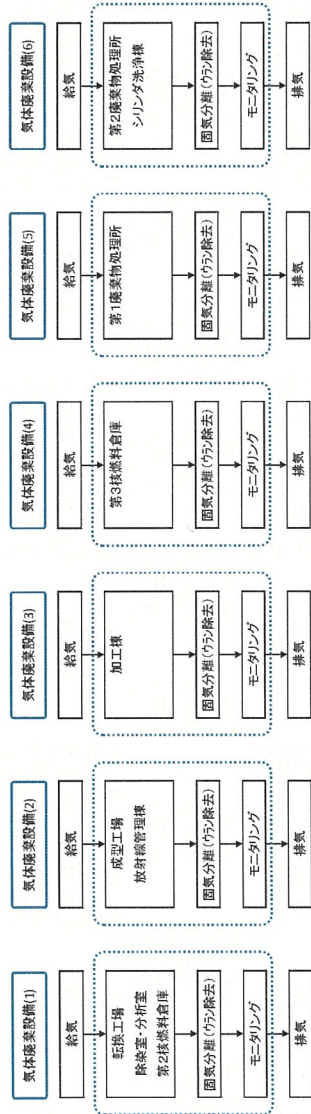 気体廃棄設備(1)
給気
転換工場
除染室・分析室
第2核燃料倉庫
固気分離(ウラン除去)
モニタリング
排気
気体廃棄設備(2)
給気
成型工場
放射線管理棟
固気分離(ウラン除去)
モニタリング
排気
気体廃棄設備(3)
給気
加工棟
固気分離(ウラン除去)
モニタリング
排気
気体廃棄設備(4)
給気
第3核燃料倉庫
固気分離(ウラン除去)
モニタリング
排気
気体廃棄設備(5)
給気
第1廃棄物処理所
固気分離(ウラン除去)
モニタリング
排気
気体廃棄設備(6)
給気
第2廃棄物処理所
シリンダ洗浄棟
固気分離(ウラン除去)
モニタリング
排気